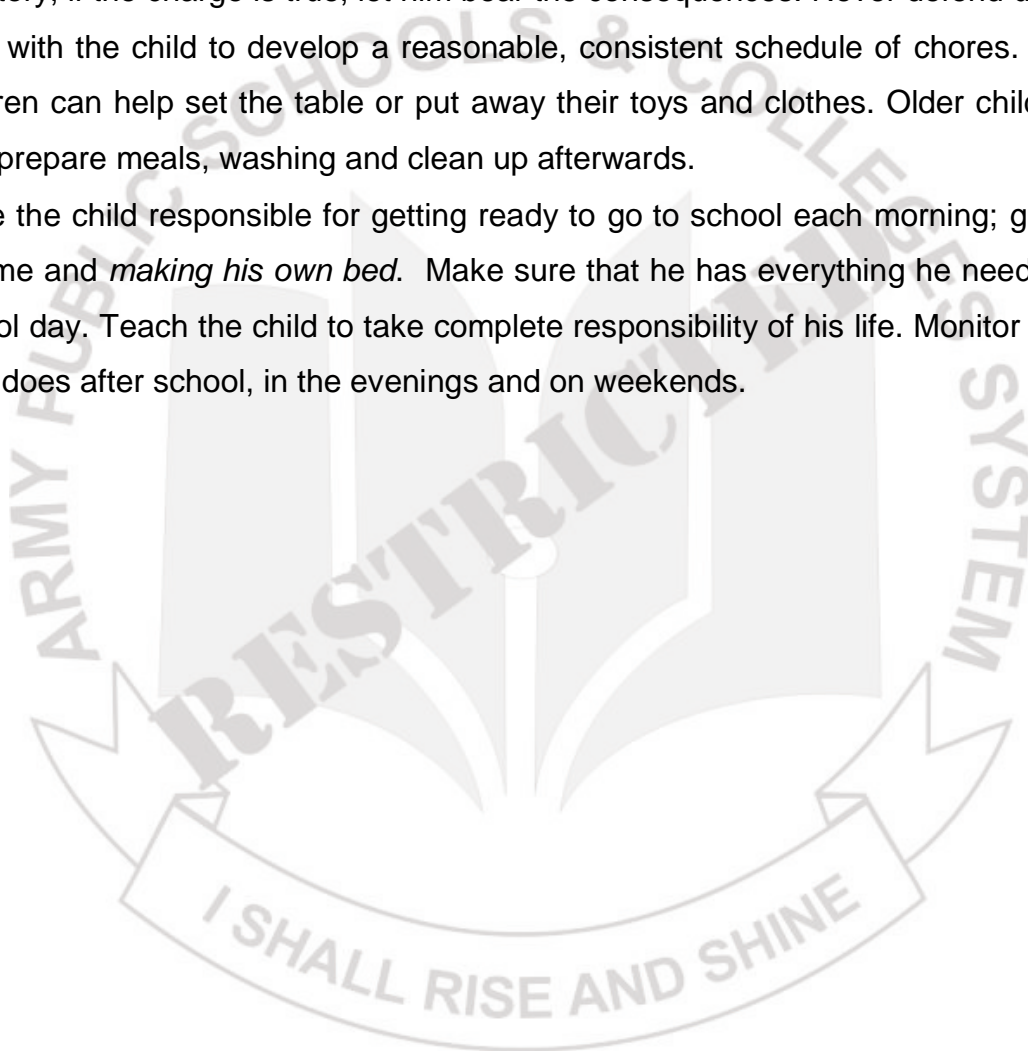 story; if the charge is true, let him bear the consequences. Never defend a
with the child to develop a reasonable, consistent schedule of chores.
ren can help set the table or put away their toys and clothes. Older chil
prepare meals, washing and clean up afterwards.
e the child responsible for getting ready to go to school each morning; g
me and making his own bed. Make sure that he has everything he need
ol day. Teach the child to take complete responsibility of his life. Monitor
does after school, in the evenings and on weekends.
ARMY PUBLIC SCHOOLS & COLLEGES SYSTEM
RESTRICTED
I SHALL RISE AND SHINE